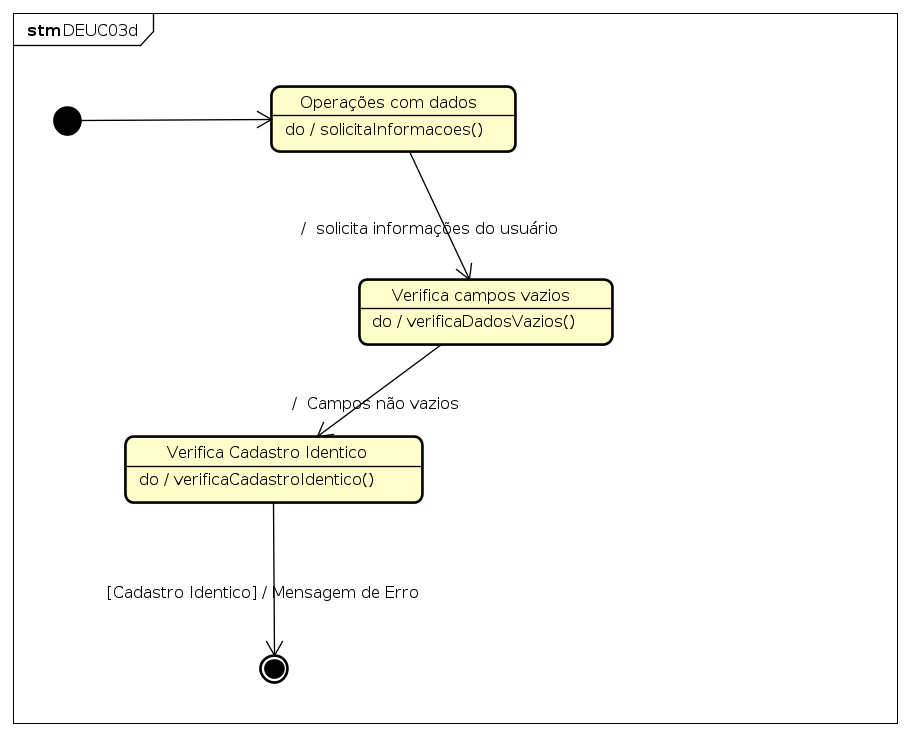 stm DEUC03d
Operações com dados
do / solicitaInformacoes()
/ solicita informações do usuário
Verifica campos vazios
do / verificaDadosVazios()
/ Campos não vazios
Verifica Cadastro Identico
do / verificaCadastroIdentico()
[Cadastro Identico] / Mensagem de Erro